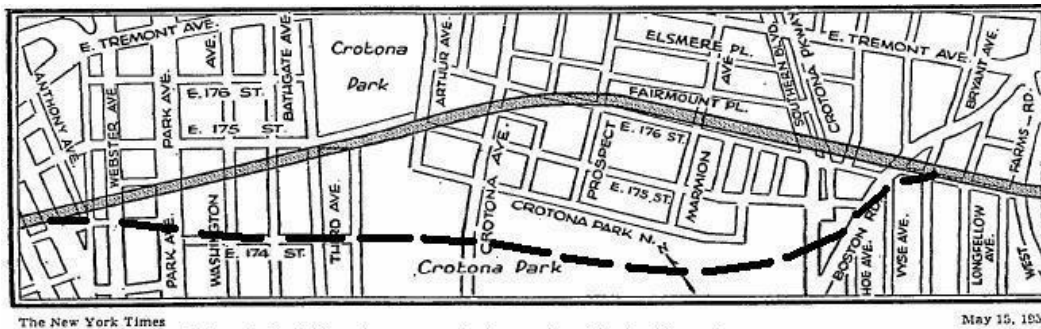 E. TREMONT AVE.
ANTHONY AVE.
WEBSTER AVE.
PARK AVE.
E. 176 ST.
E. 175 ST.
BATHGATE AVE.
Crotona
Park
ARTHUR AVE.
ELSMERE PL.
AVE.
FAIRMOUNT PL.
SOUTHERN BLVD.
CROTONA PKWY.
E. TREMONT AVE.
BRYANT AVE.
FARMS RD.
PARK AVE.
WASHINGTON AVE.
E. 174 ST.
THIRD AVE.
CROTONA AVE.
PROSPECT
E. 176 ST.
E. 175 ST.
MARMION
CROTONA PARK N.
Crotona Park
BOSTON RD.
HOE AVE.
VYSE AVE.
LONGFELLOW AVE.
WEST
The New York Times
May 15, 195